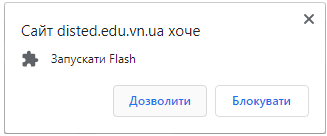 Сайт disted.edu.vn.ua хоче
Запускати Flash
Дозволити
Блокувати